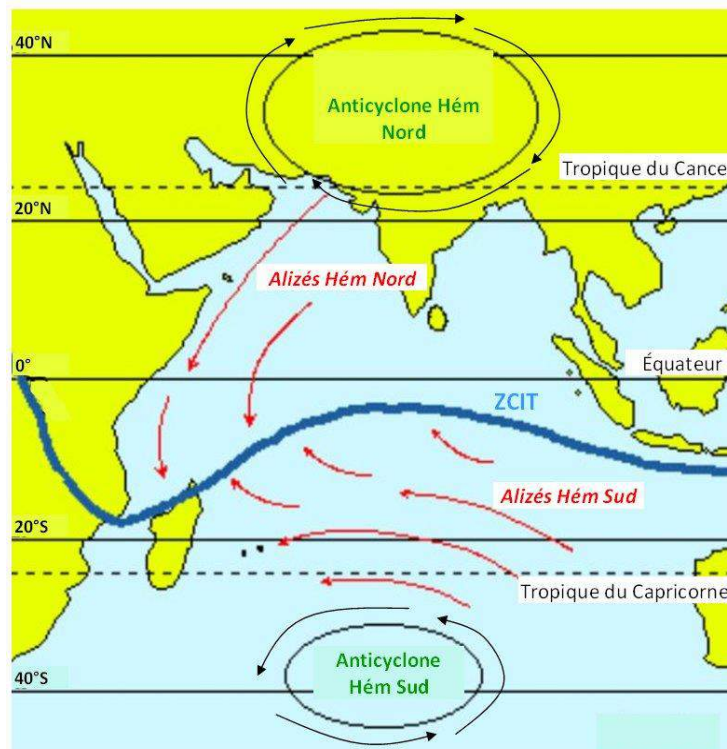 40°N
Anticyclone Hém
Nord
Tropique du Cance
20°N
Alizés Hém Nord
0°
Équateur
ZCIT
Alizés Hém Sud
20°S
Tropique du Capricorne
Anticyclone
Hém Sud
40°S